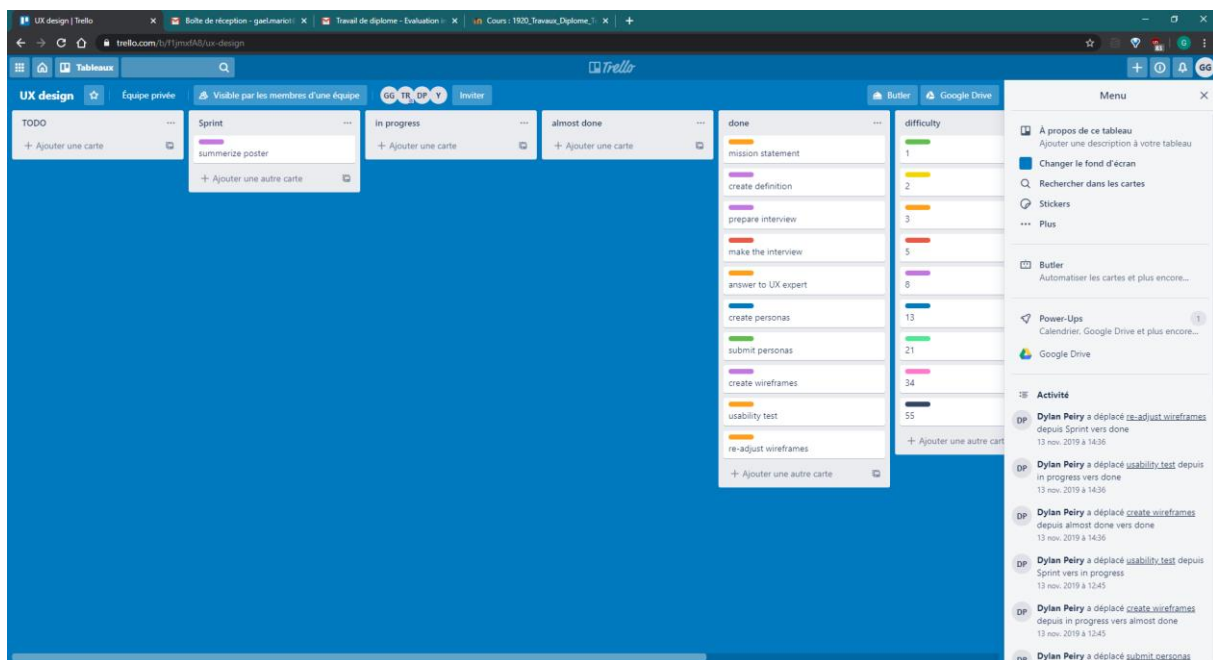 UX design | Trello
Boîte de réception - gael.mariott
Travail de diplome - Evaluation i
Cours : 1920_Travaux_Diplome_T
trello.com/b/f1jmxfA8/ux-design
Tableaux
Trello
GG
UX design
Équipe privée
Visible par les membres d'une équipe
GG TR DP Y
Inviter
Butler
Google Drive
TODO
+ Ajouter une carte
Sprint
summerize poster
+ Ajouter une autre carte
in progress
+ Ajouter une carte
almost done
+ Ajouter une carte
done
mission statement
create definition
prepare interview
make the interview
answer to UX expert
create personas
submit personas
create wireframes
usability test
re-adjust wireframes
+ Ajouter une autre carte
difficulty
1
2
3
5
8
13
21
34
55
+ Ajouter une autre cart
Menu
À propos de ce tableau
Ajouter une description à votre tableau
Changer le fond d'écran
Rechercher dans les cartes
Stickers
Plus
Butler
Automatiser les cartes et plus encore...
Power-Ups
1
Calendrier, Google Drive et plus encore...
Google Drive
Activité
DP
Dylan Peiry a déplacé re-adjust wireframes
depuis Sprint vers done
13 nov. 2019 à 14:36
DP
Dylan Peiry a déplacé usability test depuis
in progress vers done
13 nov. 2019 à 14:36
DP
Dylan Peiry a déplacé create wireframes
depuis almost done vers done
13 nov. 2019 à 14:36
DP
Dylan Peiry a déplacé usability test depuis
Sprint vers in progress
13 nov. 2019 à 12:45
DP
Dylan Peiry a déplacé create wireframes
depuis in progress vers almost done
13 nov. 2019 à 12:45
DP
Dylan Peiry a déplacé submit personas